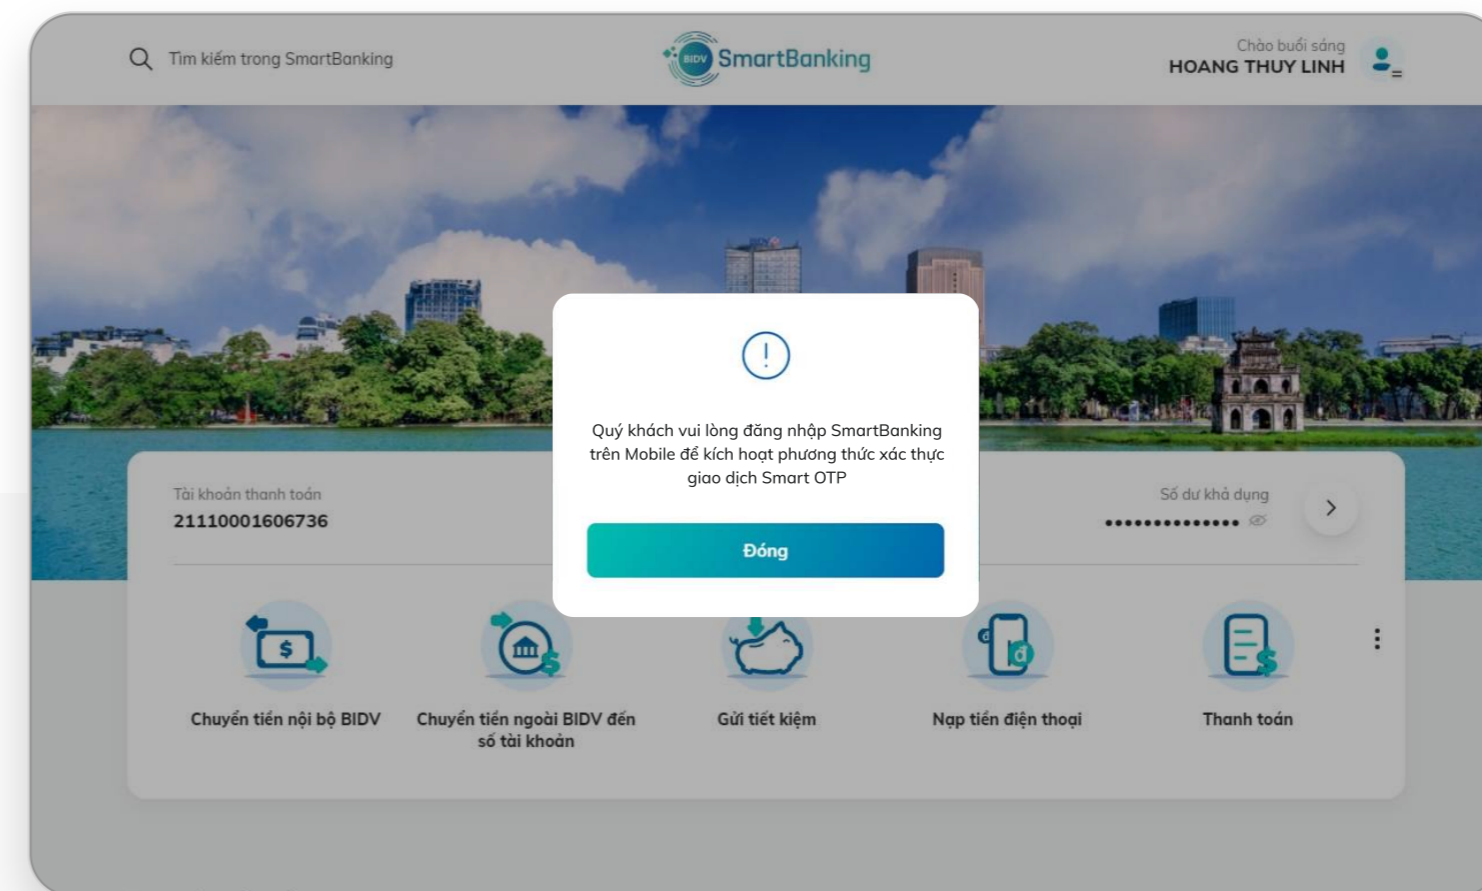 Tìm kiếm trong SmartBanking
BIDV SmartBanking
Chào buổi sáng
HOANG THUY LINH
Quý khách vui lòng đăng nhập SmartBanking
trên Mobile để kích hoạt phương thức xác thực
giao dịch Smart OTP
Đóng
Tài khoản thanh toán
21110001606736
Số dư khả dụng
••••••••••••••
Chuyển tiền nội bộ BIDV
Chuyển tiền ngoài BIDV đến
số tài khoản
Gửi tiết kiệm
Nạp tiền điện thoại
Thanh toán